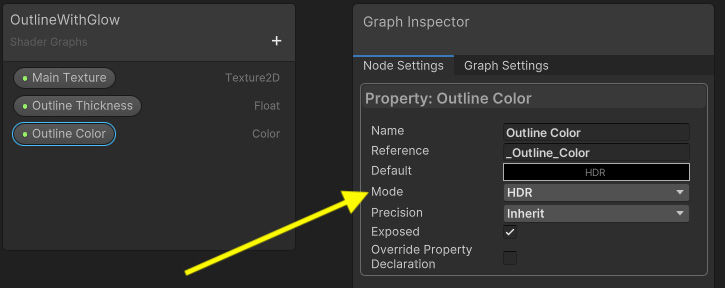 OutlineWithGlow
Shader Graphs
+
Main Texture Texture2D
Outline Thickness Float
Outline Color Color
Graph Inspector
Node Settings Graph Settings
Property: Outline Color
Name Outline Color
Reference _Outline_Color
Default HDR
Mode HDR
Precision Inherit
Exposed
Override Property
Declaration